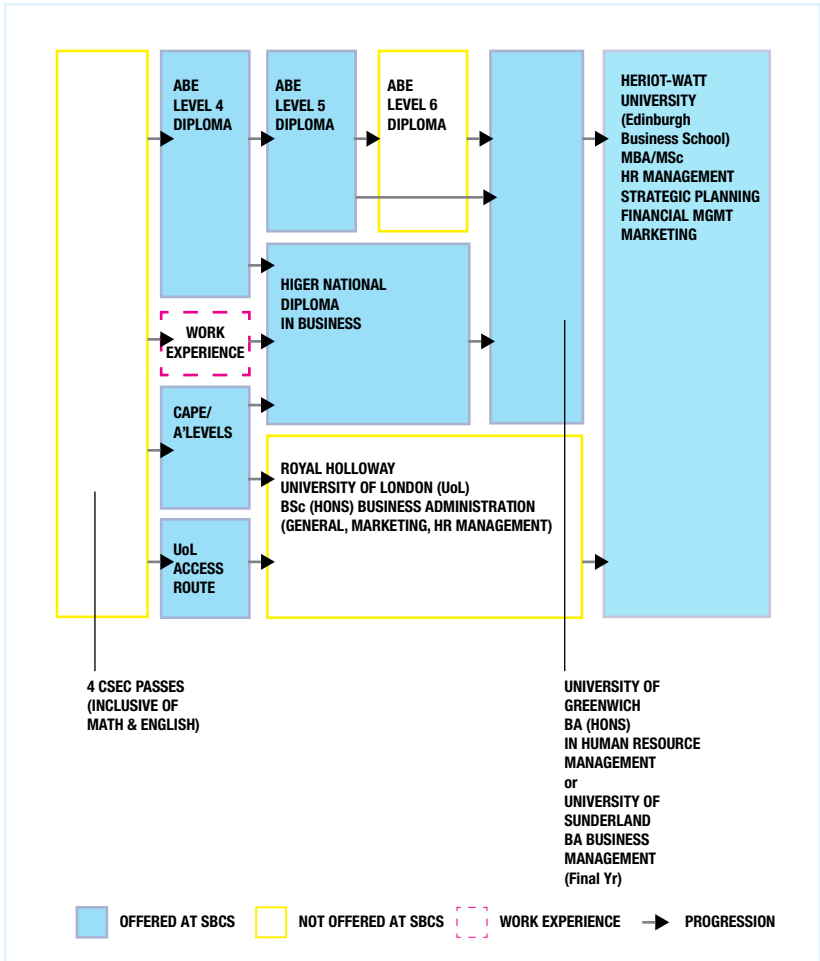 ABE
LEVEL 4
DIPLOMA
ABE
LEVEL 5
DIPLOMA
ABE
LEVEL 6
DIPLOMA
HERIOT-WATT
UNIVERSITY
(Edinburgh
Business School)
MBA/MSc
HR MANAGEMENT
STRATEGIC PLANNING
FINANCIAL MGMT
MARKETING
HIGER NATIONAL
DIPLOMA
IN BUSINESS
WORK
EXPERIENCE
CAPE/
A'LEVELS
ROYAL HOLLOWAY
UNIVERSITY OF LONDON (UoL)
BSc (HONS) BUSINESS ADMINISTRATION
(GENERAL, MARKETING, HR MANAGEMENT)
UoL
ACCESS
ROUTE
4 CSEC PASSES
(INCLUSIVE OF
MATH & ENGLISH)
UNIVERSITY OF
GREENWICH
BA (HONS)
IN HUMAN RESOURCE
MANAGEMENT
or
UNIVERSITY OF
SUNDERLAND
BA BUSINESS
MANAGEMENT
(Final Yr)
OFFERED AT SBCS
NOT OFFERED AT SBCS
WORK EXPERIENCE
PROGRESSION